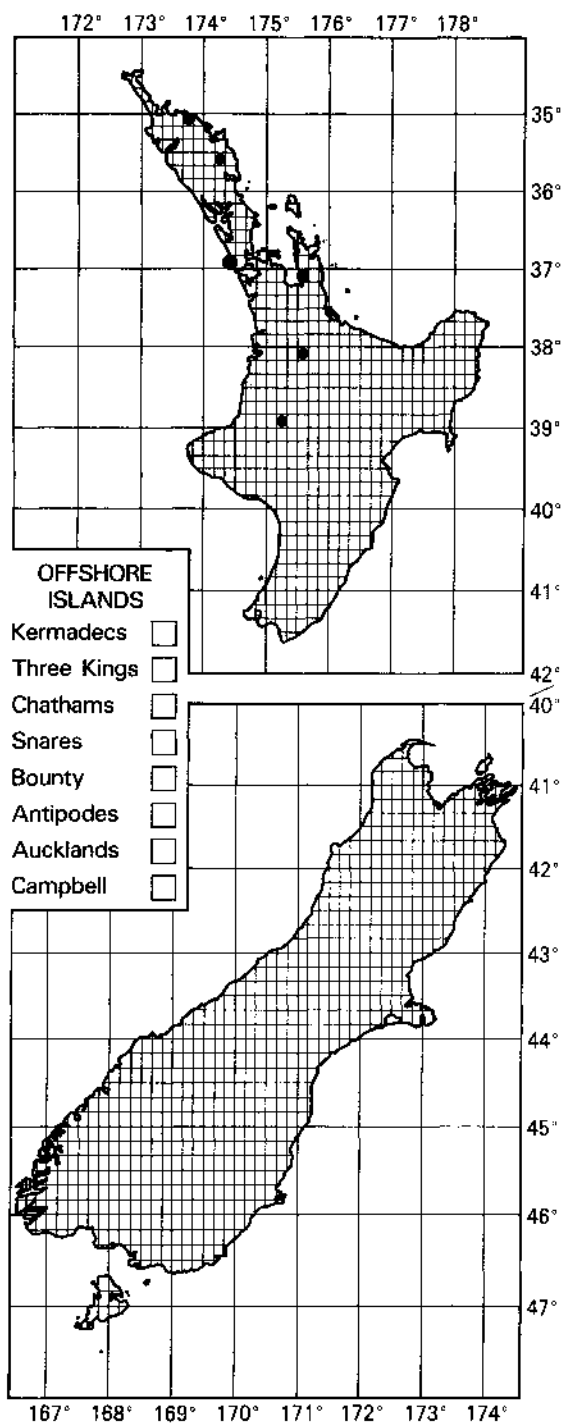 172° 173° 174° 175° 176° 177° 178°
35°
36°
37°
38°
39°
40°
41°
42°
OFFSHORE
ISLANDS
Kermadecs
Three Kings
Chathams
Snares
Bounty
Antipodes
Aucklands
Campbell
40°
41°
42°
43°
44°
45°
46°
47°
167° 168° 169° 170° 171° 172° 173° 174°